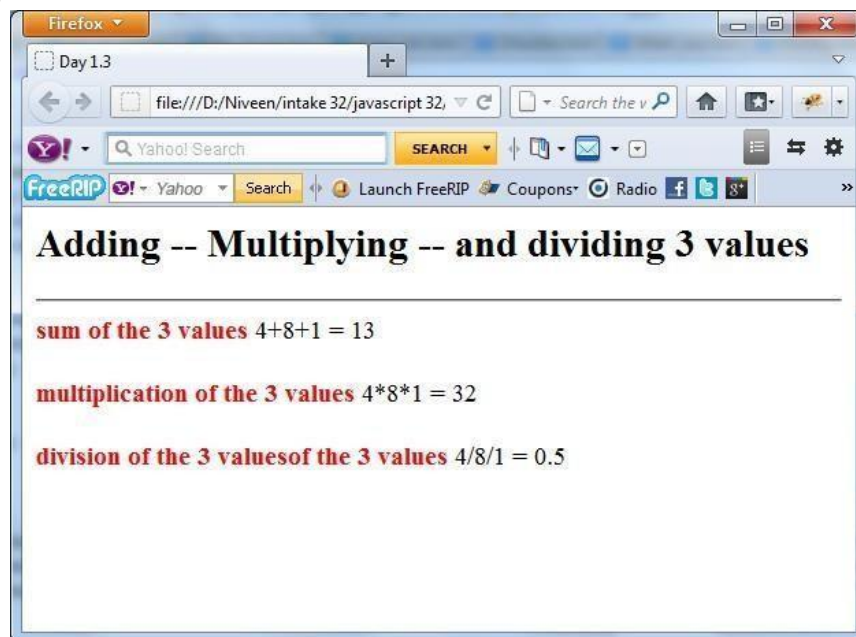 Firefox
Day 1.3
file:///D:/Niveen/intake 32/javascript 32,
Search the v
Y!
Yahoo! Search
SEARCH
FreeRIP
Y! Yahoo
Search
Launch FreeRIP
Coupons
Radio
f
8+
»
Adding -- Multiplying -- and dividing 3 values
sum of the 3 values 4+8+1 = 13
multiplication of the 3 values 4*8*1 = 32
division of the 3 valuesof the 3 values 4/8/1 = 0.5